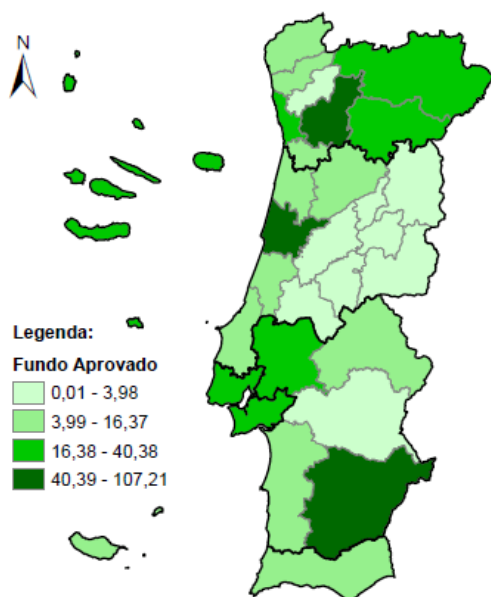 N
Legenda:
Fundo Aprovado
0,01 - 3,98
3,99 - 16,37
16,38 - 40,38
40,39 - 107,21